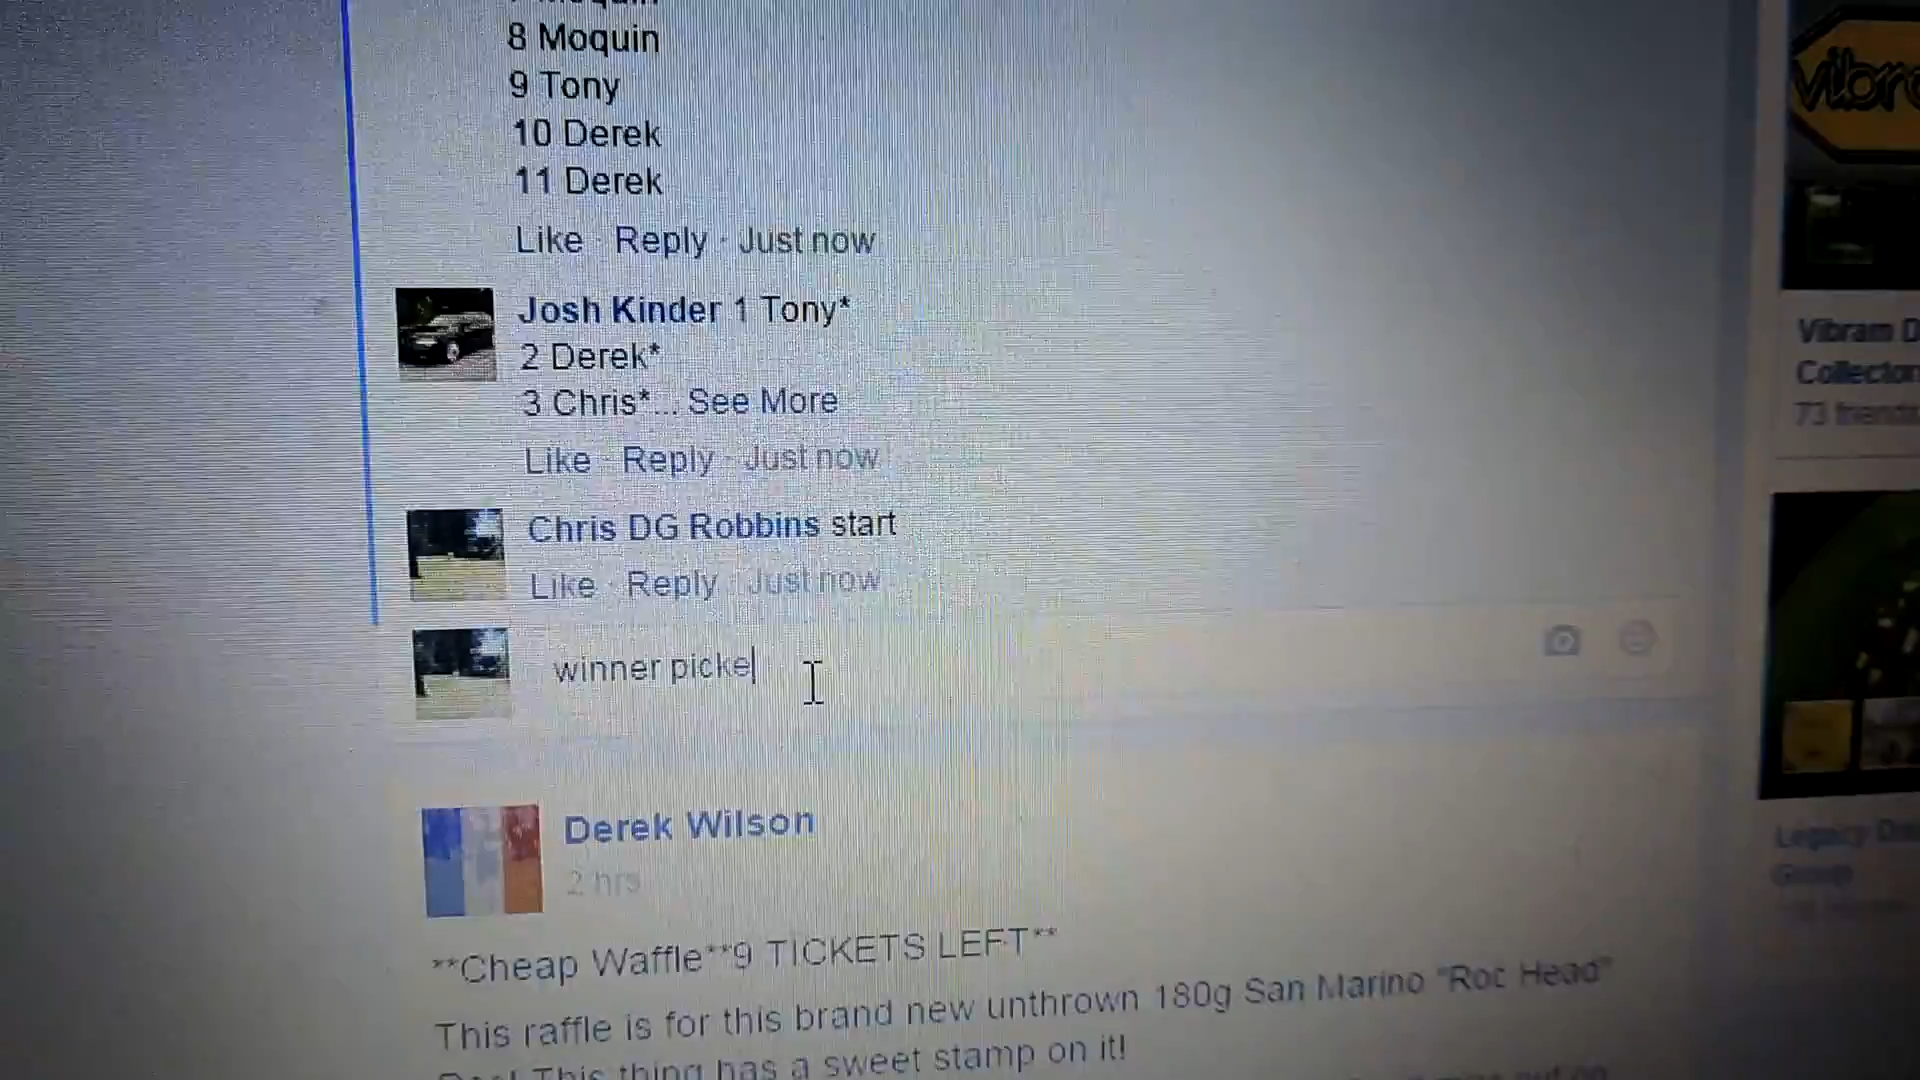 8 Moquin
9 Tony
10 Derek
11 Derek
Like · Reply · Just now
Josh Kinder 1 Tony*
2 Derek*
3 Chris*... See More
Like · Reply · Just now
Chris DG Robbins start
Like · Reply · Just now
winner picke
Derek Wilson
2 hrs
**Cheap Waffle**9 TICKETS LEFT**
This raffle is for this brand new unthrown 180g San Marino "Roc Head"
This thing has a sweet stamp on it!
Vibram D
Collector
73 friends
Legacy
Group